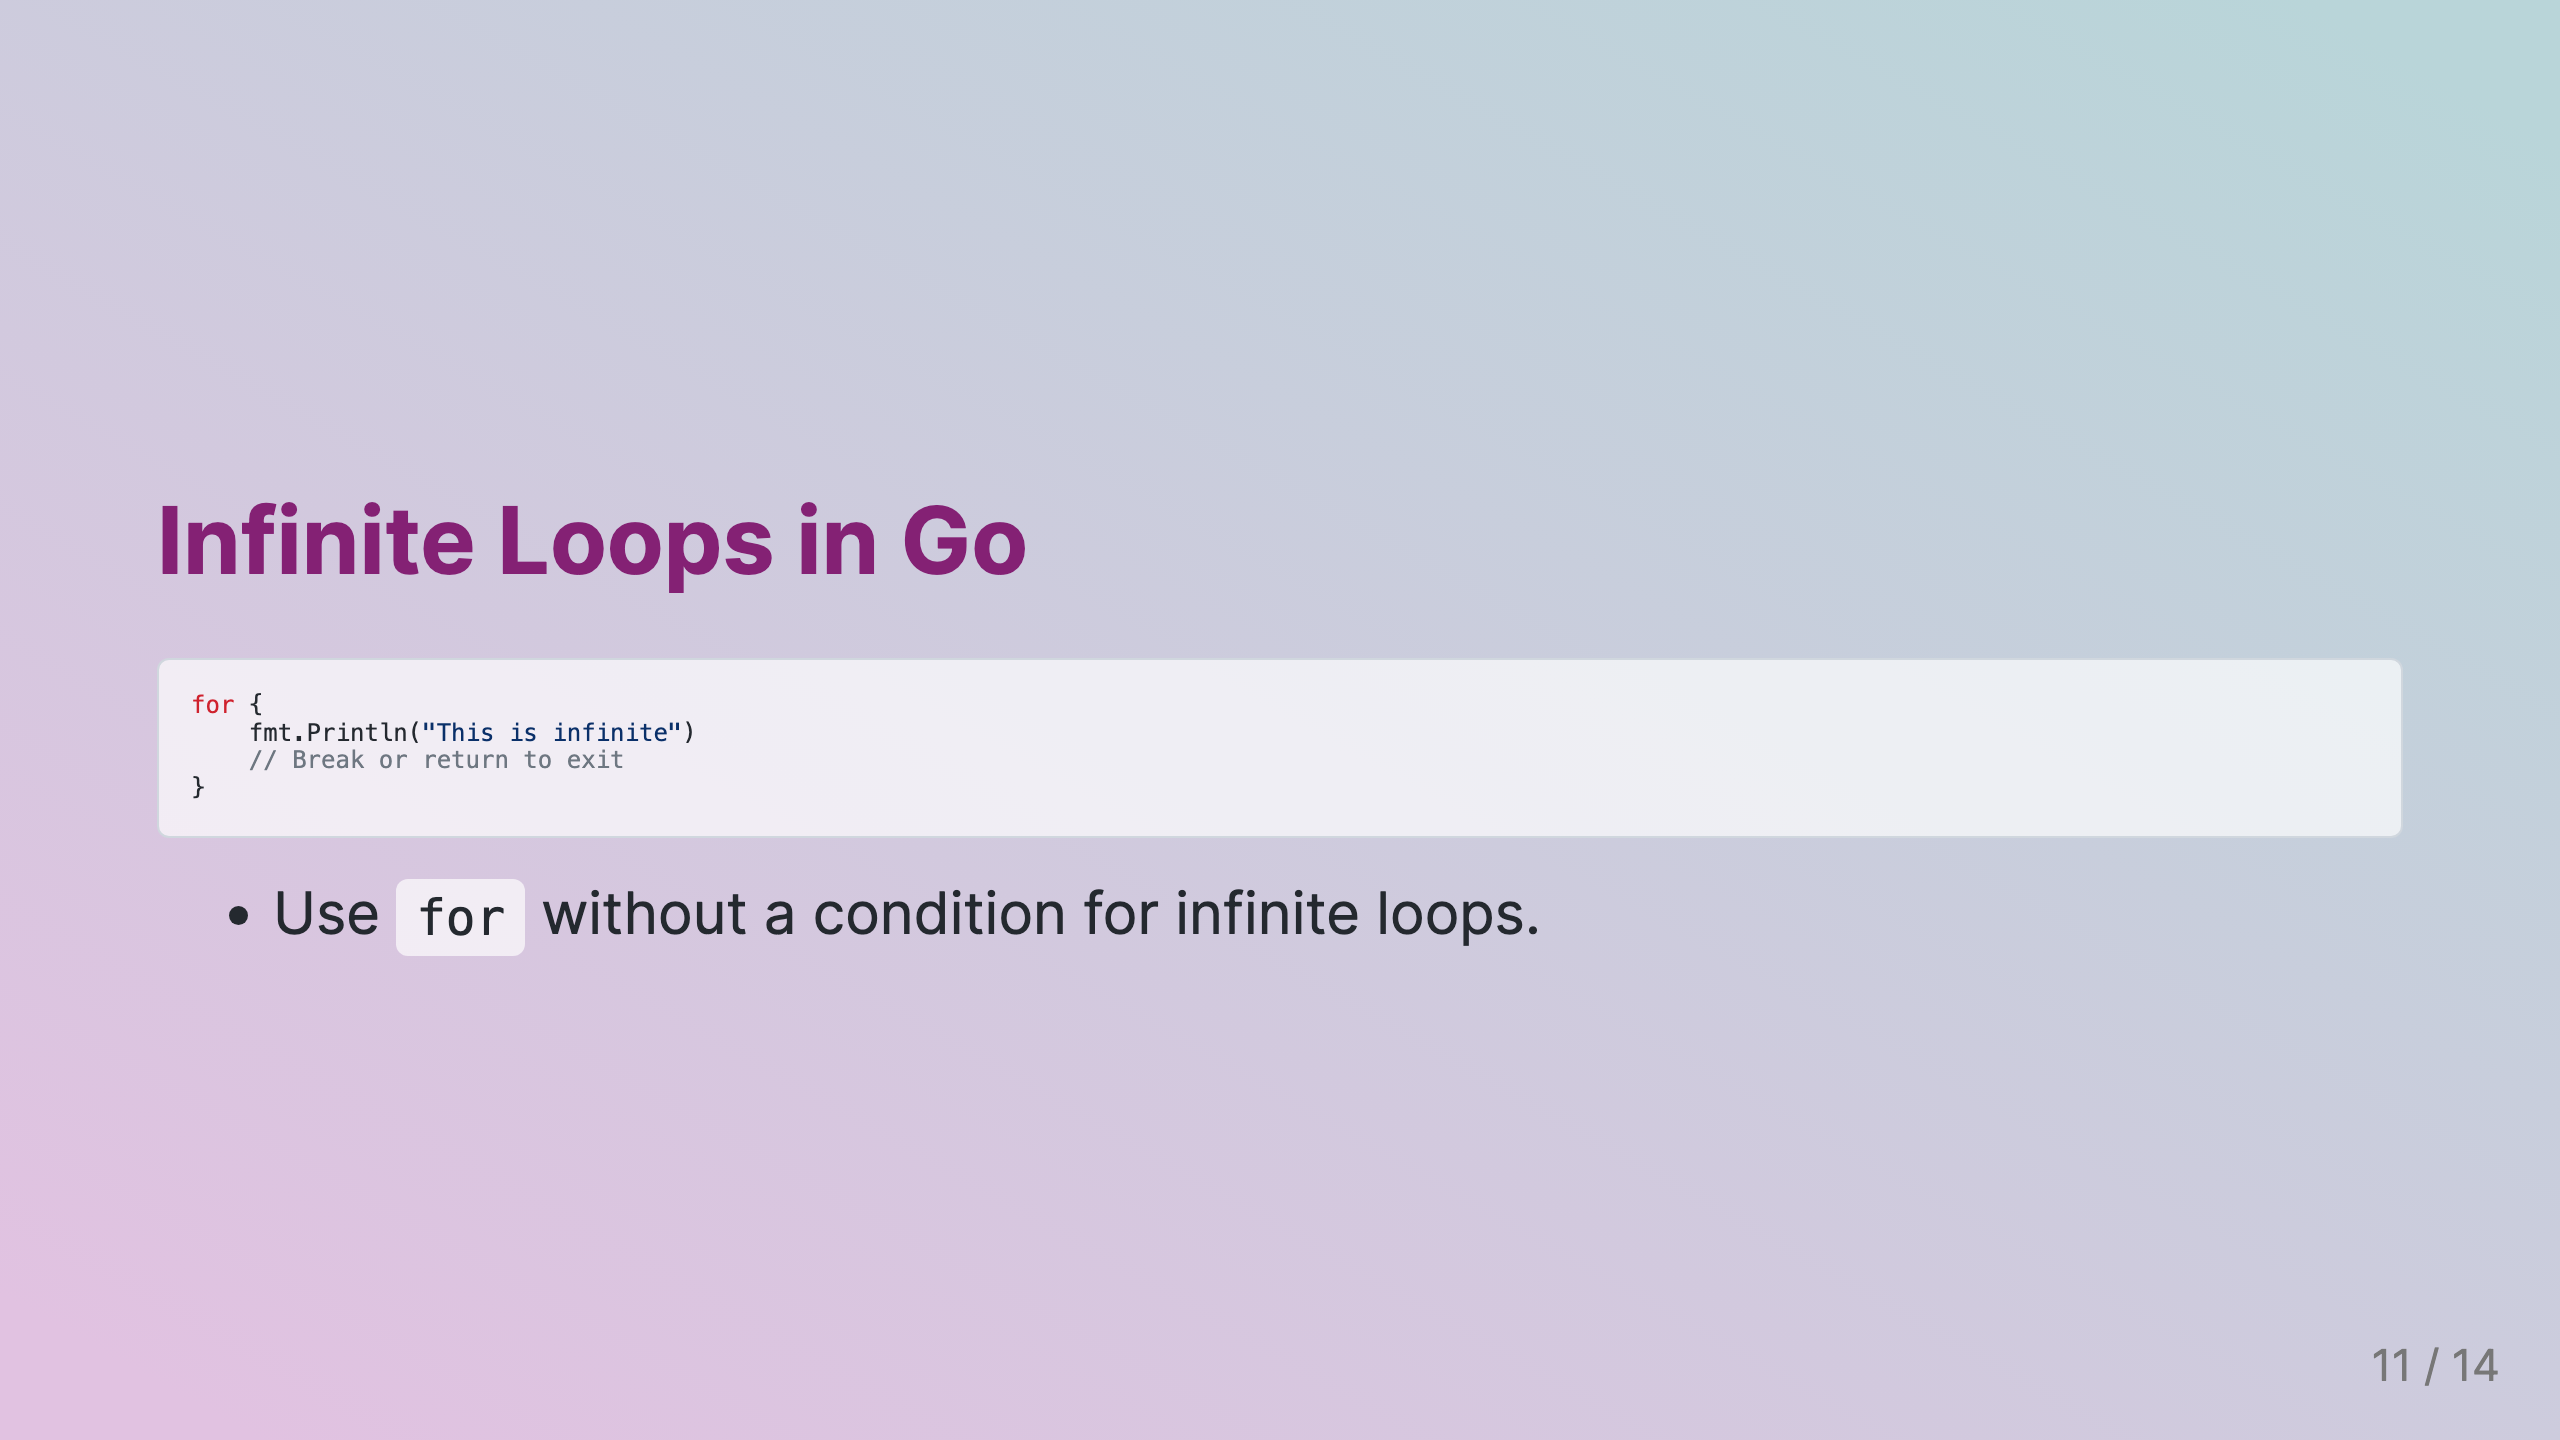 Infinite Loops in Go
for {
    fmt.Println("This is infinite")
    // Break or return to exit
}
• Use for without a condition for infinite loops.
11 / 14